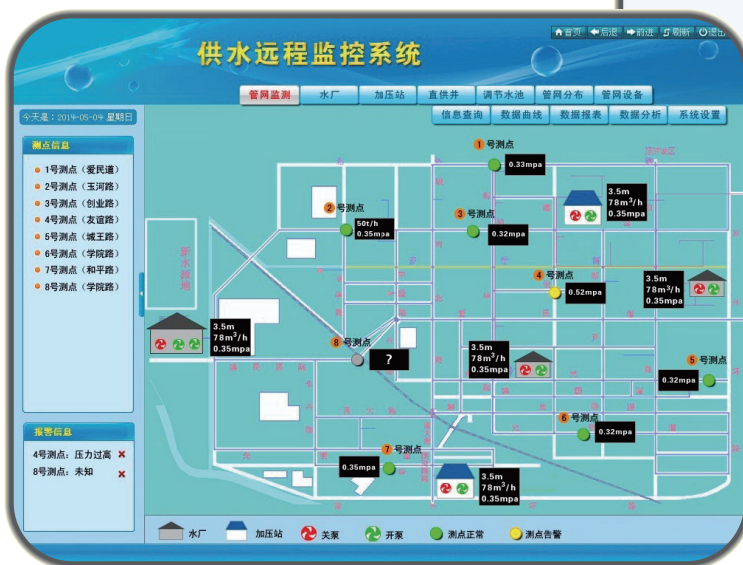 首页 后退 前进 刷新 退出
供水远程监控系统
管网监测 水厂 加压站 直供井 调节水池 管网分布 管网设备
今天是：2014-05-04 星期日
信息查询 数据曲线 数据报表 数据分析 系统设置
测点信息
1号测点（爱民道）
2号测点（玉河路）
3号测点（创业路）
4号测点（友谊路）
5号测点（城王路）
6号测点（学院路）
7号测点（和平路）
8号测点（学院路）
1 号测点
0.33mpa
2 号测点
50t/h
0.35mpa
3 号测点
0.32mpa
3.5m
78m³/h
0.35mpa
4 号测点
0.52mpa
3.5m
78m³/h
0.35mpa
新水源地
3.5m
78m³/h
0.35mpa
8 号测点
?
3.5m
78m³/h
0.35mpa
5 号测点
0.32mpa
6 号测点
0.32mpa
7 号测点
0.35mpa
3.5m
78m³/h
0.35mpa
报警信息
4号测点：压力过高
8号测点：未知
水厂 加压站 关泵 开泵 测点正常 测点告警